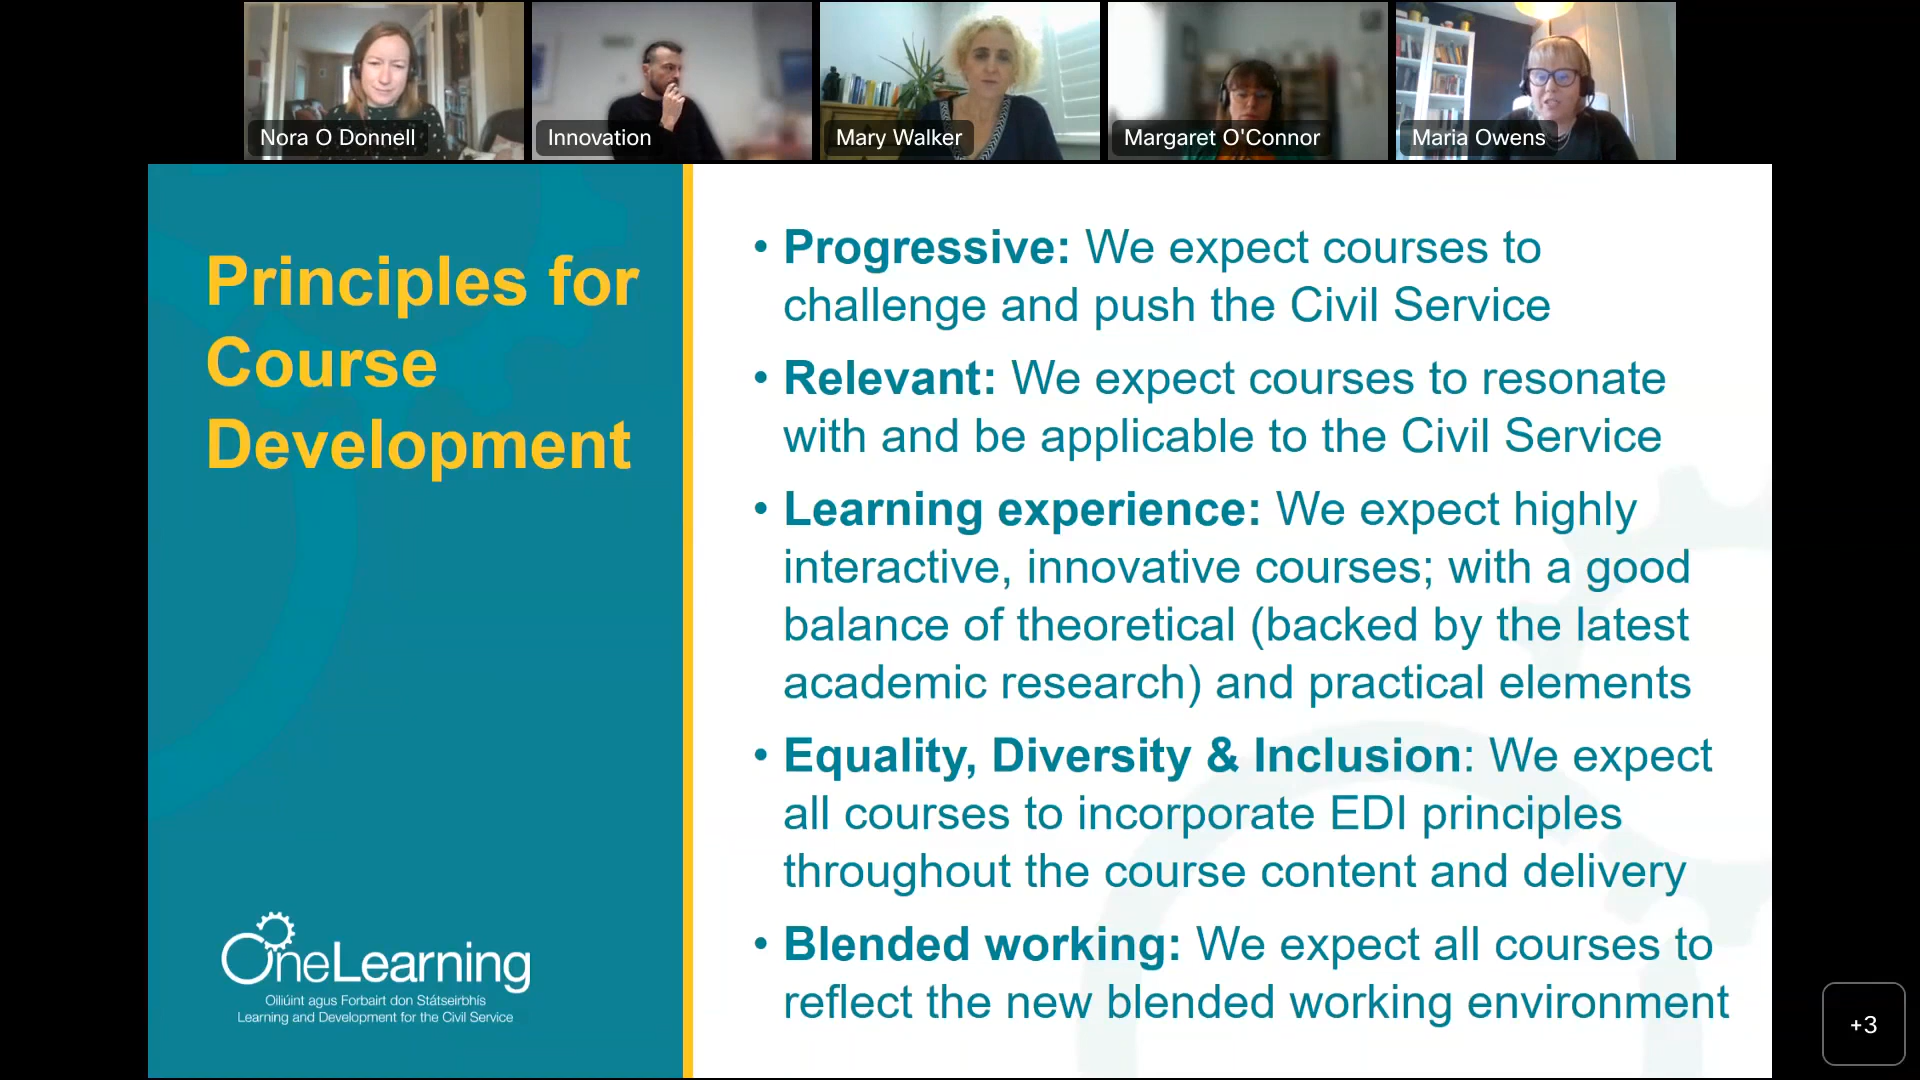 Nora O Donnell
Innovation
Mary Walker
Margaret O'Connor
Maria Owens
Principles for
Course
Development
OneLearning
Oiliúint agus Forbairt don Státseirbhís
Learning and Development for the Civil Service
• Progressive: We expect courses to
challenge and push the Civil Service
• Relevant: We expect courses to resonate
with and be applicable to the Civil Service
• Learning experience: We expect highly
interactive, innovative courses; with a good
balance of theoretical (backed by the latest
academic research) and practical elements
• Equality, Diversity & Inclusion: We expect
all courses to incorporate EDI principles
throughout the course content and delivery
• Blended working: We expect all courses to
reflect the new blended working environment
+3